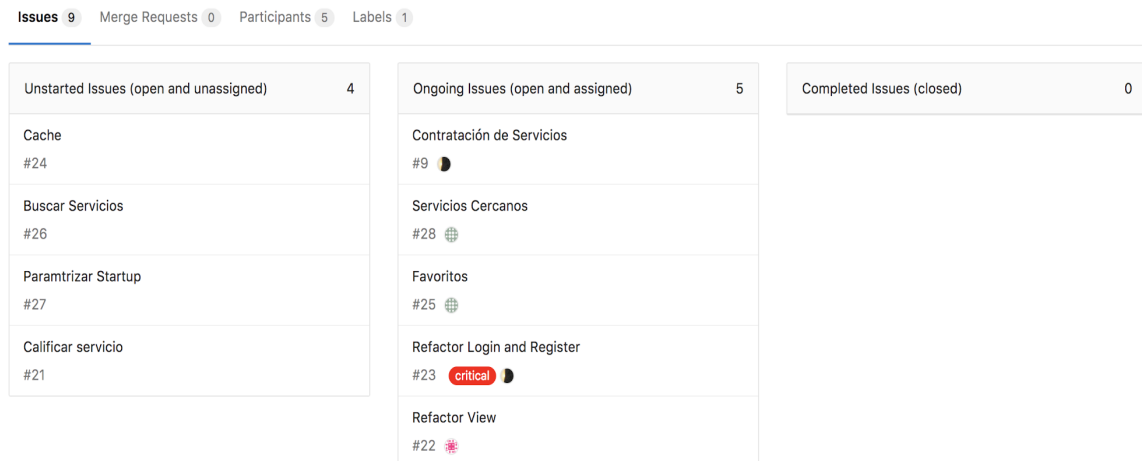 Issues 9 Merge Requests 0 Participants 5 Labels 1
Unstarted Issues (open and unassigned) 4
Cache
#24
Buscar Servicios
#26
Paramtrizar Startup
#27
Calificar servicio
#21
Ongoing Issues (open and assigned) 5
Contratación de Servicios
#9
Servicios Cercanos
#28
Favoritos
#25
Refactor Login and Register
#23 critical
Refactor View
#22
Completed Issues (closed) 0